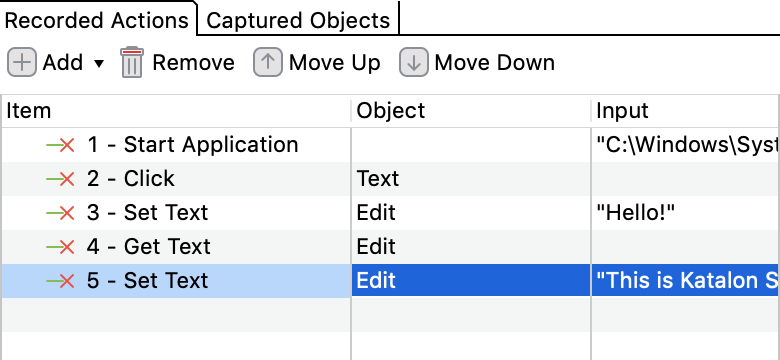 Recorded Actions Captured Objects
Add Remove Move Up Move Down
Item Object Input
1 - Start Application "C:\Windows\Syst
2 - Click Text
3 - Set Text Edit "Hello!"
4 - Get Text Edit
5 - Set Text Edit "This is Katalon S